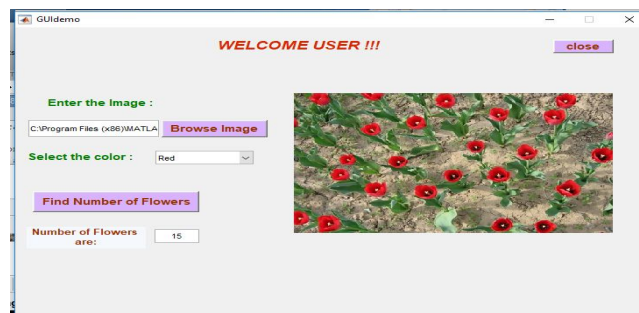 GUIdemo
WELCOME USER !!!
close
Enter the Image :
C:\Program Files (x86)\MATLA
Browse Image
Select the color :
Red
Find Number of Flowers
Number of Flowers
are:
15